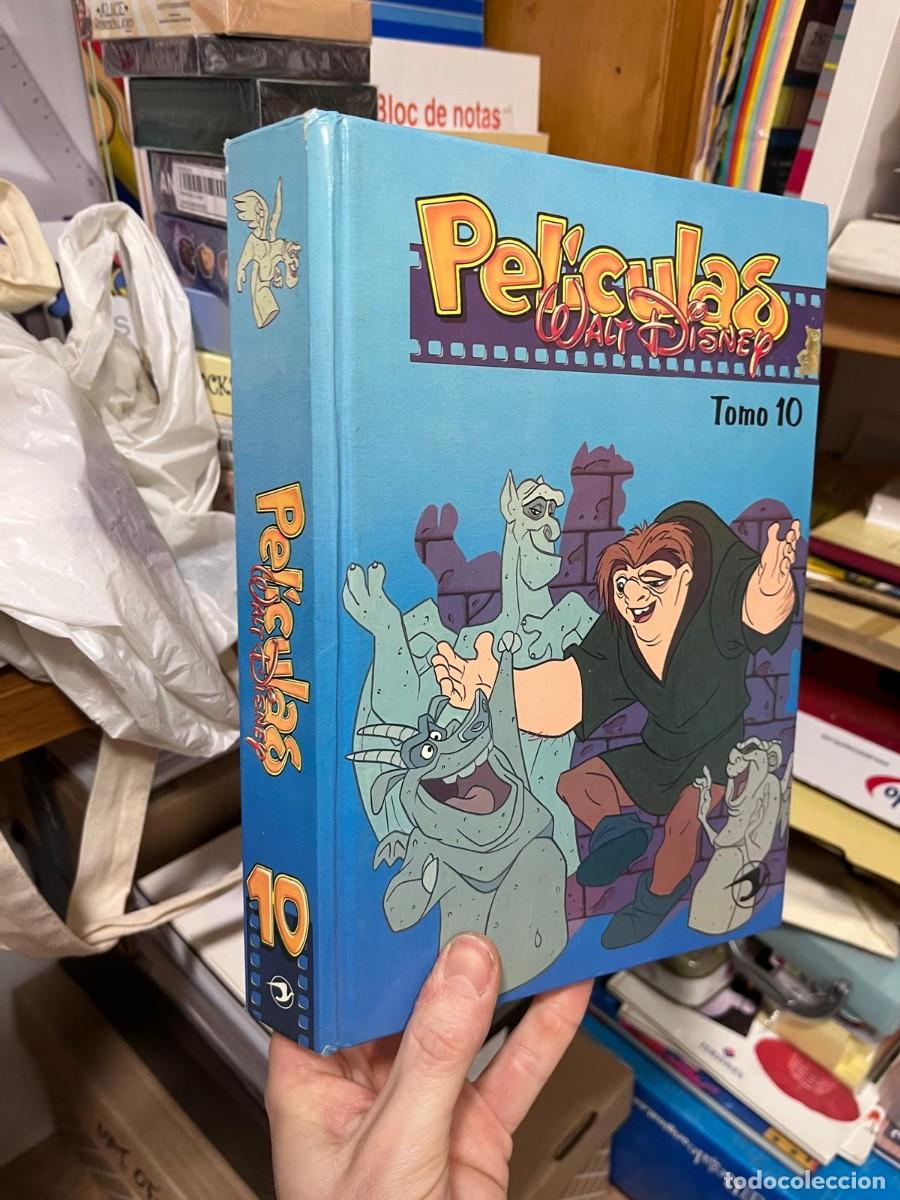 Bloc de notas
Películas
Walt Disney
Tomo 10
Películas
Walt Disney
10
todocoleccion